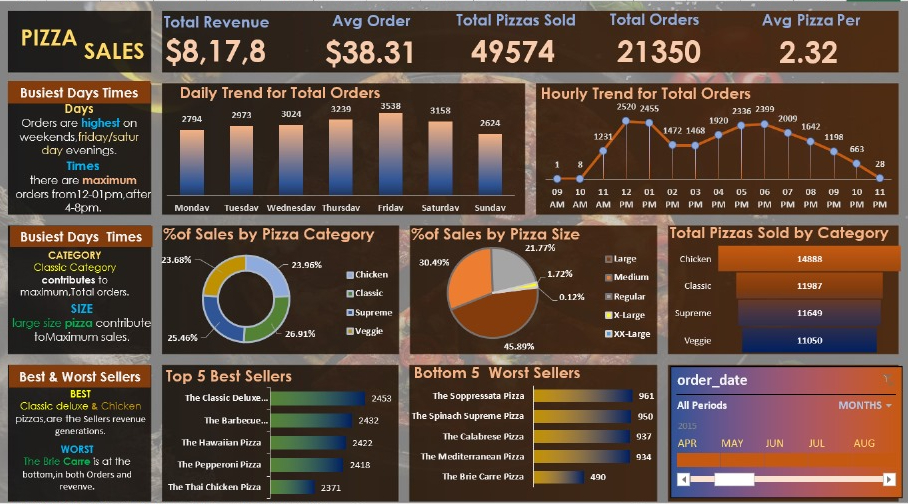 PIZZA
SALES
Total Revenue
$8,17,8
Avg Order
$38.31
Total Pizzas Sold
49574
Total Orders
21350
Avg Pizza Per
2.32
Busiest Days Times
Days
Orders are highest on
weekends,friday/satur
day evenings.
Times
there are maximum
orders from12-01pm,after
4-8pm.
Daily Trend for Total Orders
2794
2973
3024
3239
3538
3158
2624
Monday
Tuesday
Wednesday
Thursday
Friday
Saturday
Sunday
Hourly Trend for Total Orders
1
8
1231
2520
2455
1472
1468
1920
2336
2399
2009
1642
1198
663
28
09 10 11 12 01 02 03 04 05 06 07 08 09 10 11
AM AM AM PM PM PM PM PM PM PM PM PM PM PM PM
Busiest Days Times
CATEGORY
Classic Category
contributes to
maximum,Total orders.
SIZE
large size pizza contribute
toMaximum sales.
%of Sales by Pizza Category
23.68%
23.96%
25.46%
26.91%
Chicken
Classic
Supreme
Veggie
%of Sales by Pizza Size
21.77%
30.49%
1.72%
0.12%
45.89%
Large
Medium
Regular
X-Large
XX-Large
Total Pizzas Sold by Category
Chicken 14888
Classic 11987
Supreme 11649
Veggie 11050
Best & Worst Sellers
BEST
Classic deluxe & Chicken
pizzas,are the Sellers revenue
generations.
WORST
The Brie Carre is at the
bottom,in both Orders and
revenve.
Top 5 Best Sellers
The Classic Deluxe... 2453
The Barbecue... 2432
The Hawaiian Pizza 2422
The Pepperoni Pizza 2418
The Thai Chicken Pizza 2371
Bottom 5 Worst Sellers
The Soppressata Pizza 961
The Spinach Supreme Pizza 950
The Calabrese Pizza 937
The Mediterranean Pizza 934
The Brie Carre Pizza 490
order_date
All Periods
MONTHS
2015
APR MAY JUN JUL AUG